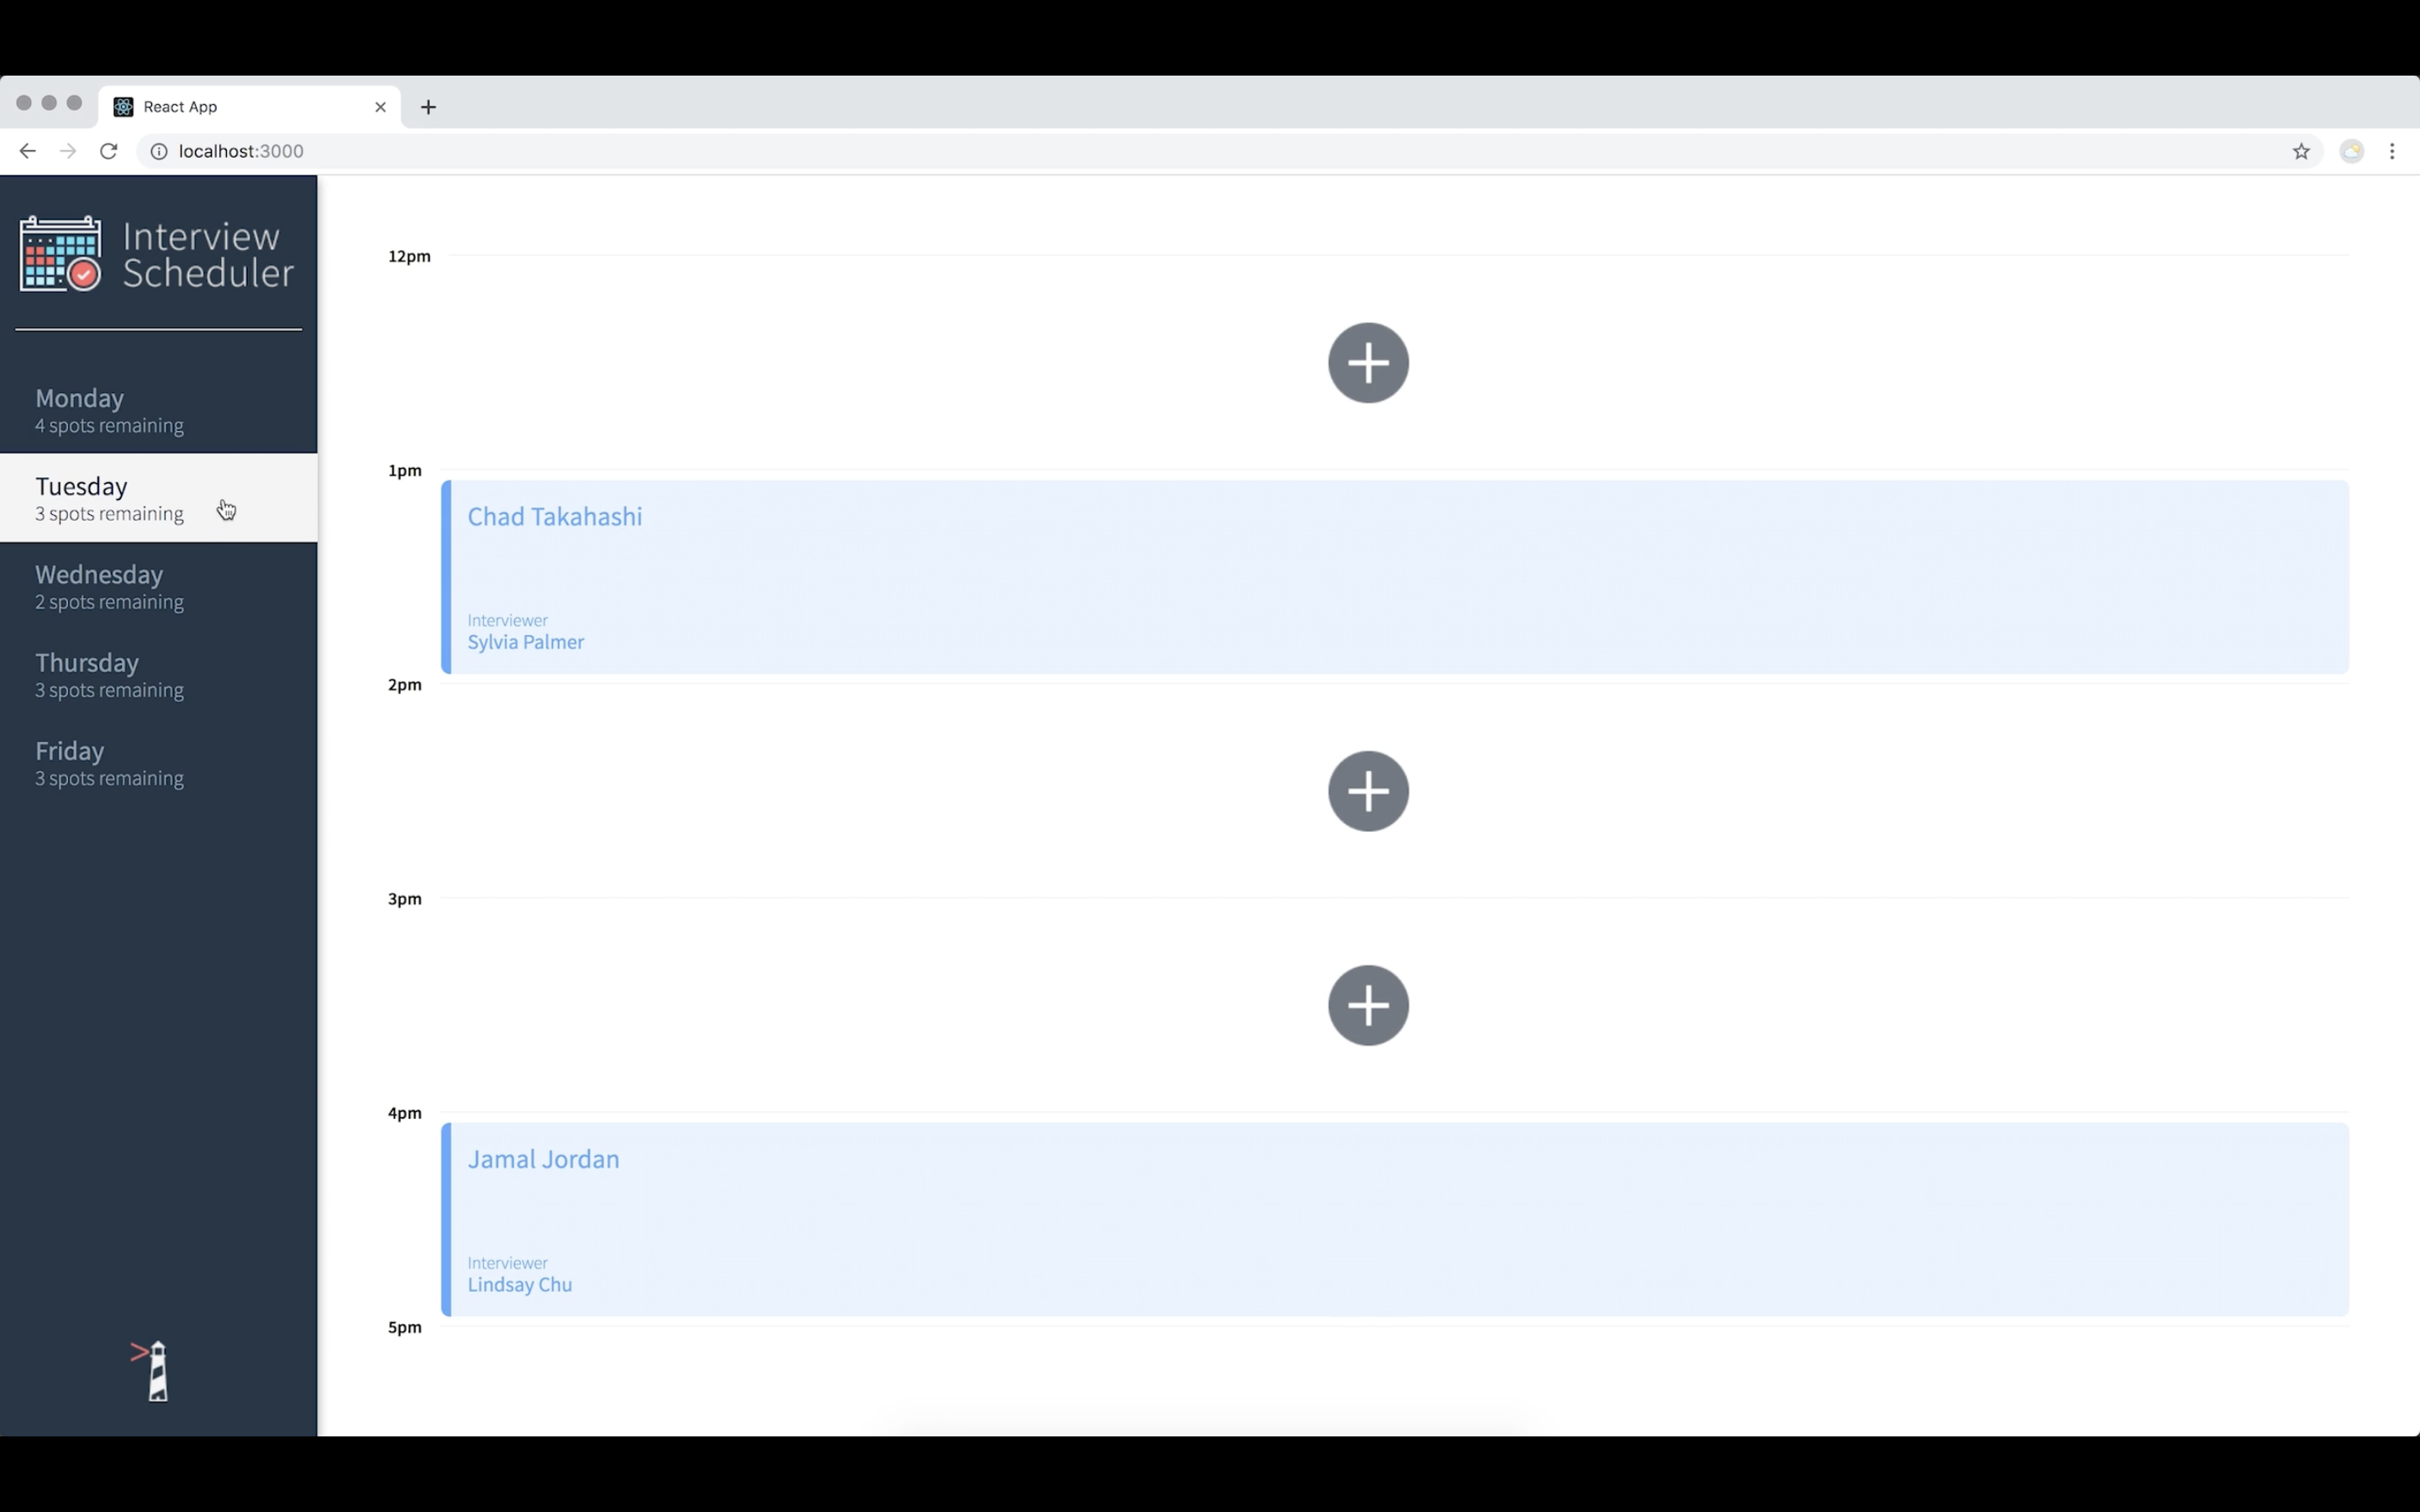 React App
localhost:3000
Interview
Scheduler
Monday
4 spots remaining
Tuesday
3 spots remaining
Wednesday
2 spots remaining
Thursday
3 spots remaining
Friday
3 spots remaining
12pm
1pm
Chad Takahashi
Interviewer
Sylvia Palmer
2pm
3pm
4pm
Jamal Jordan
Interviewer
Lindsay Chu
5pm